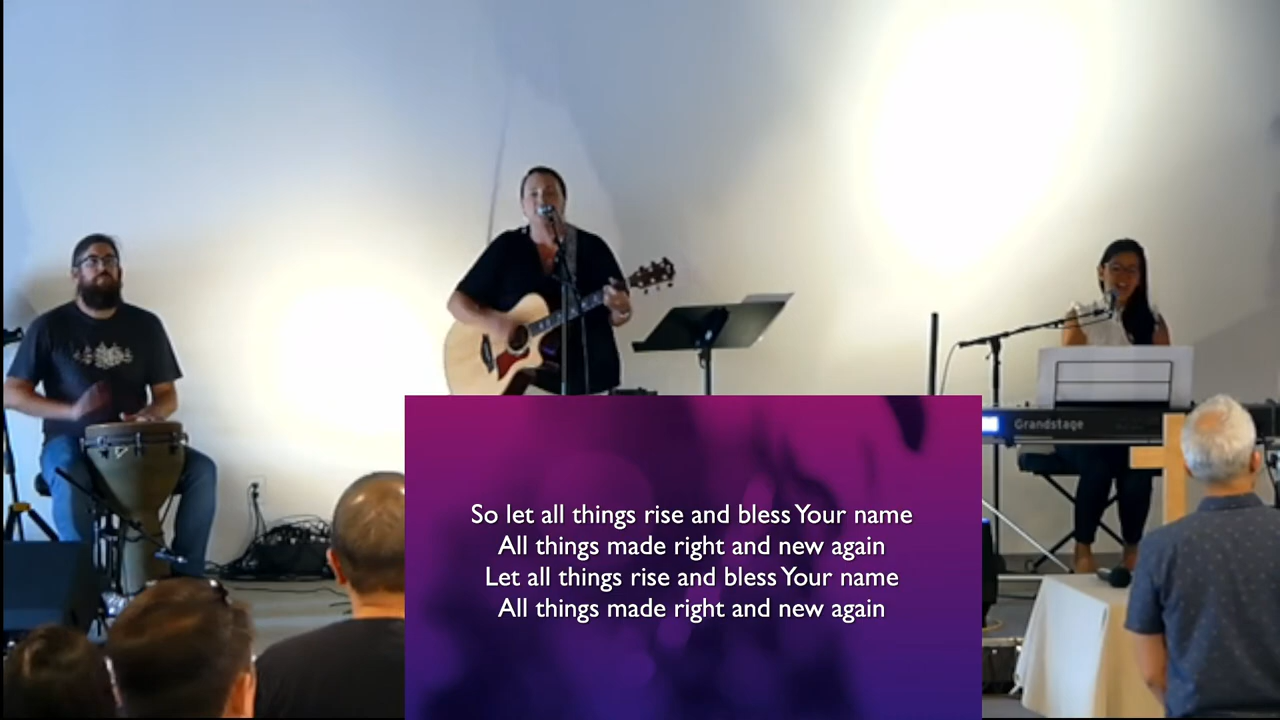 Grandstage
So let all things rise and bless Your name
All things made right and new again
Let all things rise and bless Your name
All things made right and new again